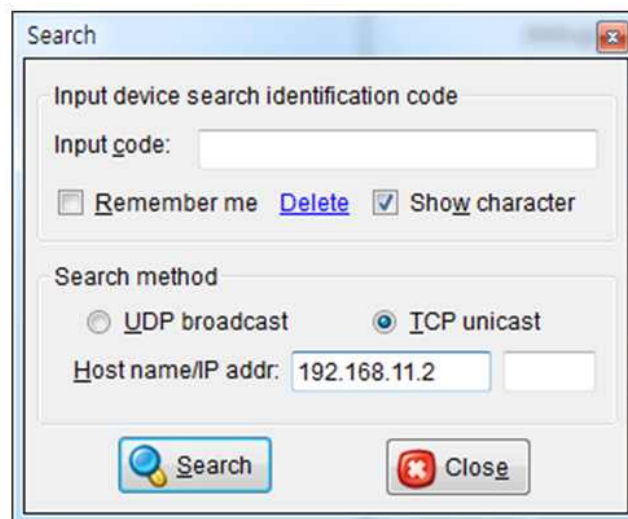 Search
Input device search identification code
Input code:
Remember me Delete Show character
Search method
UDP broadcast TCP unicast
Host name/IP addr: 192.168.11.2
Search Close